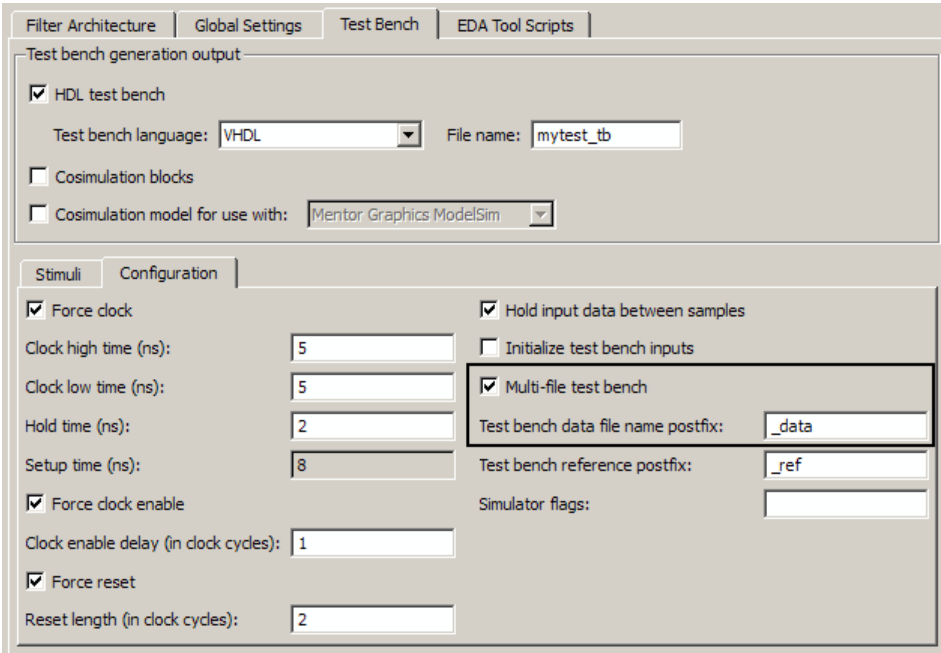 Filter Architecture Global Settings Test Bench EDA Tool Scripts
Test bench generation output
HDL test bench
Test bench language: VHDL File name: mytest_tb
Cosimulation blocks
Cosimulation model for use with: Mentor Graphics ModelSim
Stimuli Configuration
Force clock
Clock high time (ns): 5
Clock low time (ns): 5
Hold time (ns): 2
Setup time (ns): 8
Force clock enable
Clock enable delay (in clock cycles): 1
Force reset
Reset length (in clock cycles): 2
Hold input data between samples
Initialize test bench inputs
Multi-file test bench
Test bench data file name postfix: _data
Test bench reference postfix: _ref
Simulator flags: